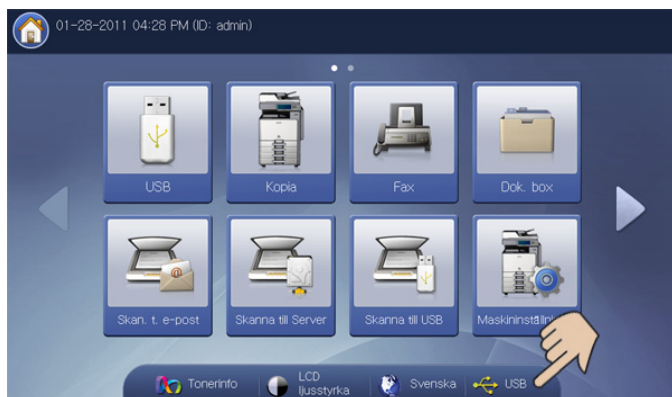 01-28-2011 04:28 PM (ID: admin)
USB
Kopia
Fax
Dok. box
Skan. t. e-post
Skanna till Server
Skanna till USB
Tonerinfo
LCD
ljusstyrka
Svenska
USB